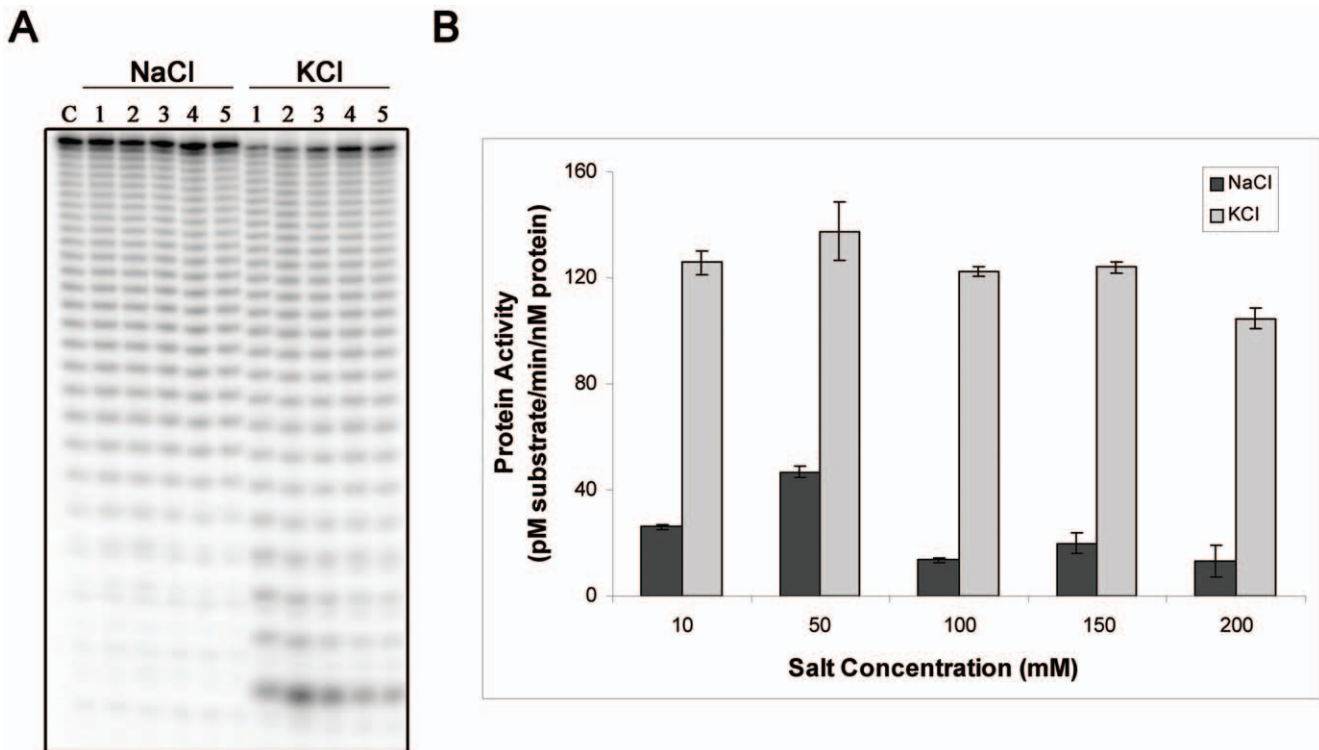 A
NaCl KCl
C 1 2 3 4 5 1 2 3 4 5
B
NaCl
KCl
Protein Activity
(pM substrate/min/nM protein)
160
120
80
40
0
10 50 100 150 200
Salt Concentration (mM)